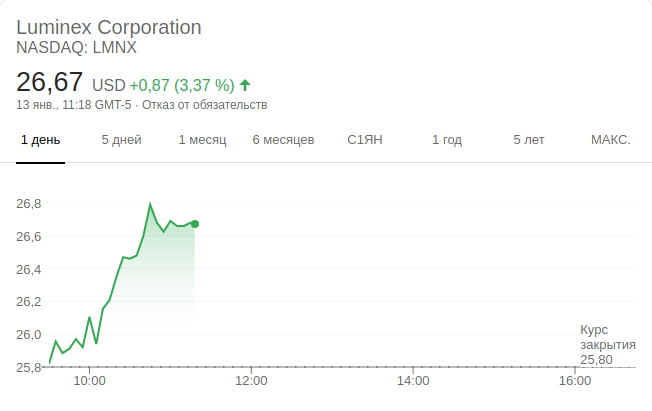 Luminex Corporation
NASDAQ: LMNX
26,67 USD +0,87 (3,37 %)
13 янв., 11:18 GMT-5 · Отказ от обязательств
1 день 5 дней 1 месяц 6 месяцев С1ЯН 1 год 5 лет МАКС.
26,8
26,6
26,4
26,2
26,0
Курс
закрытия
25,80
25,8
10:00 12:00 14:00 16:00